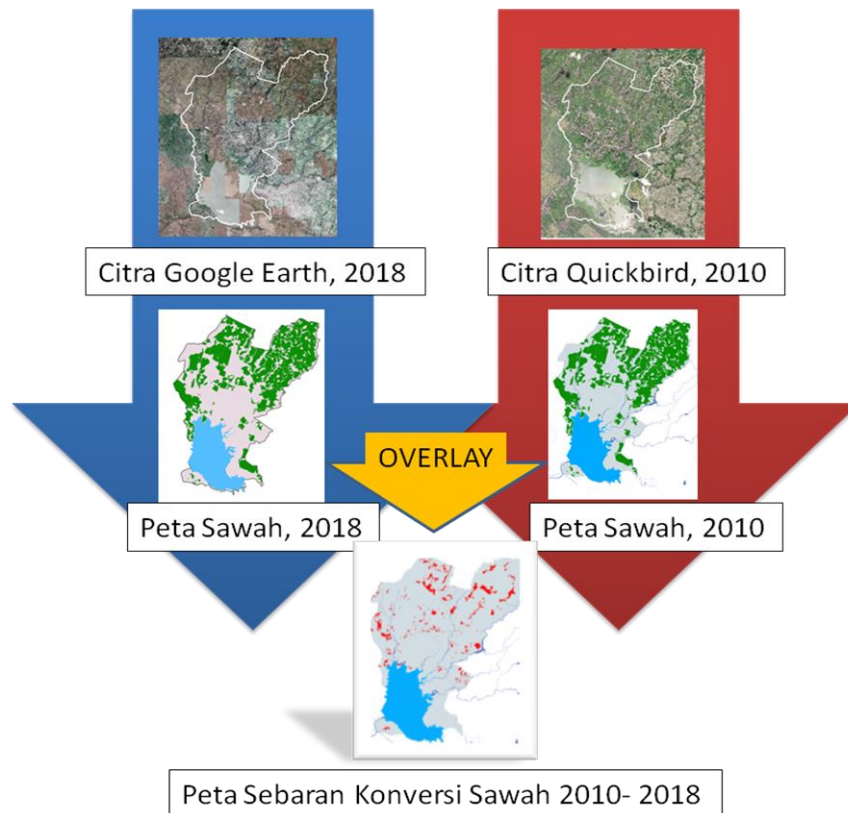 Citra Google Earth, 2018
Citra Quickbird, 2010
OVERLAY
Peta Sawah, 2018
Peta Sawah, 2010
Peta Sebaran Konversi Sawah 2010- 2018